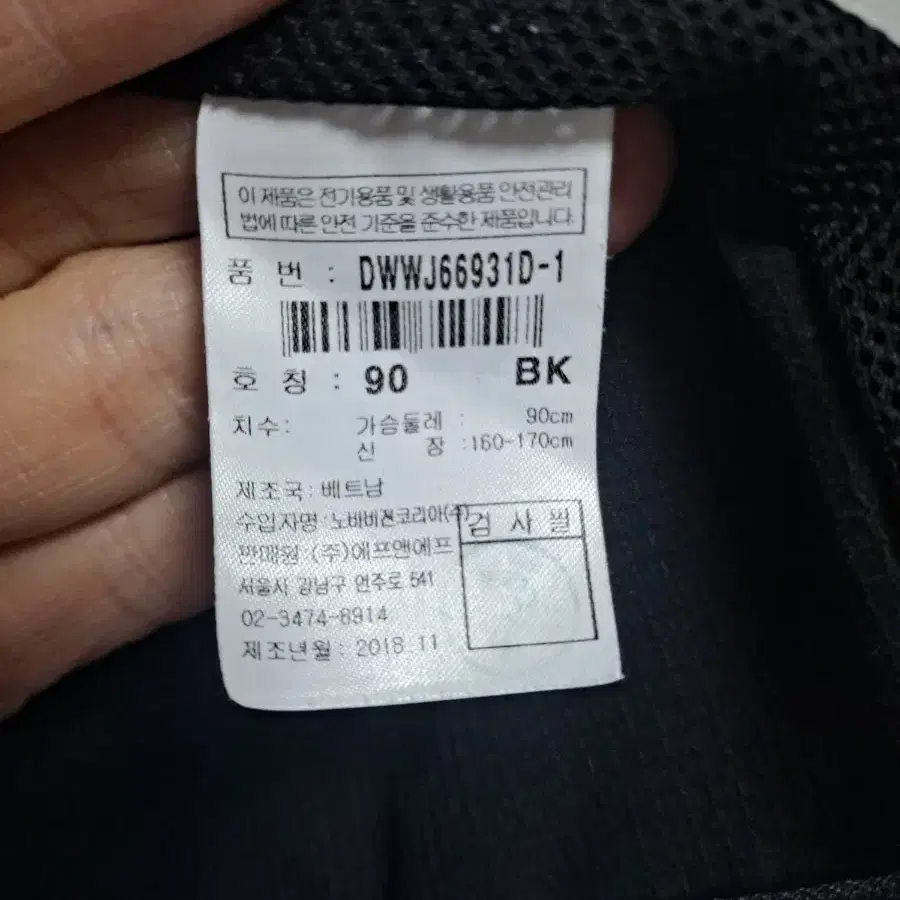 이 제품은 전기용품 및 생활용품 안전관리
법에 따른 안전 기준을 준수한 제품입니다.
품 번 : DWWJ66931D-1
호 칭 : 90 BK
치수: 가슴둘레 : 90cm
신 장 :160-170cm
제조국: 베트남
수입자명: 노바비젼코리아(주)
검 사 필
판매원 (주)에프앤에프
서울시 강남구 언주로 541
02-3474-8914
제조년월: 2018.11